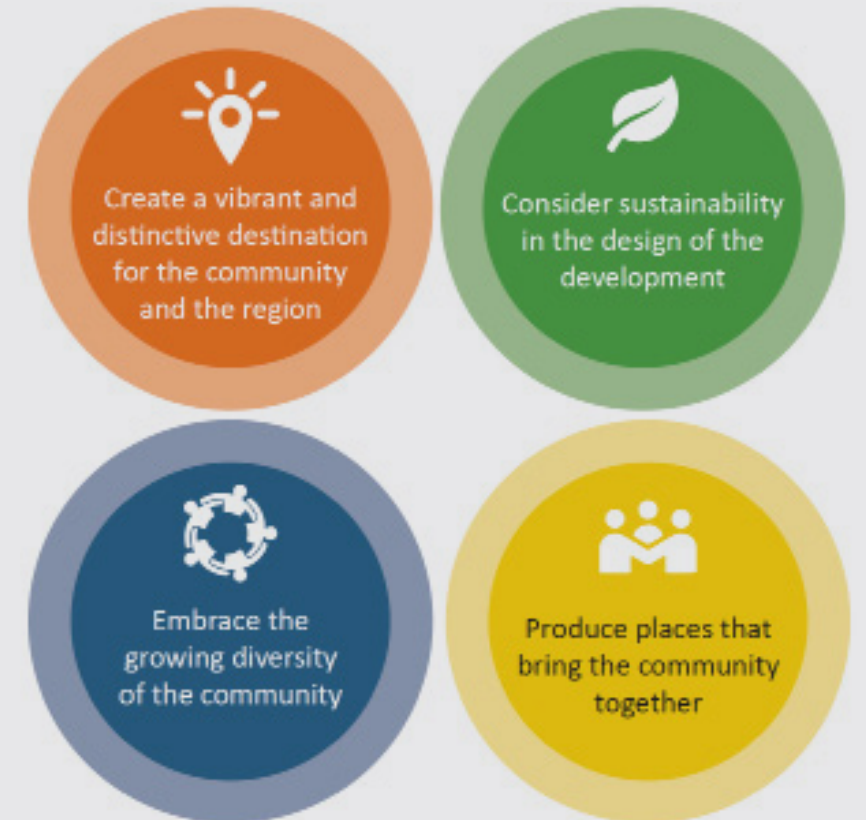 Create a vibrant and
distinctive destination
for the community
and the region
Consider sustainability
in the design of the
development
Embrace the
growing diversity
of the community
Produce places that
bring the community
together